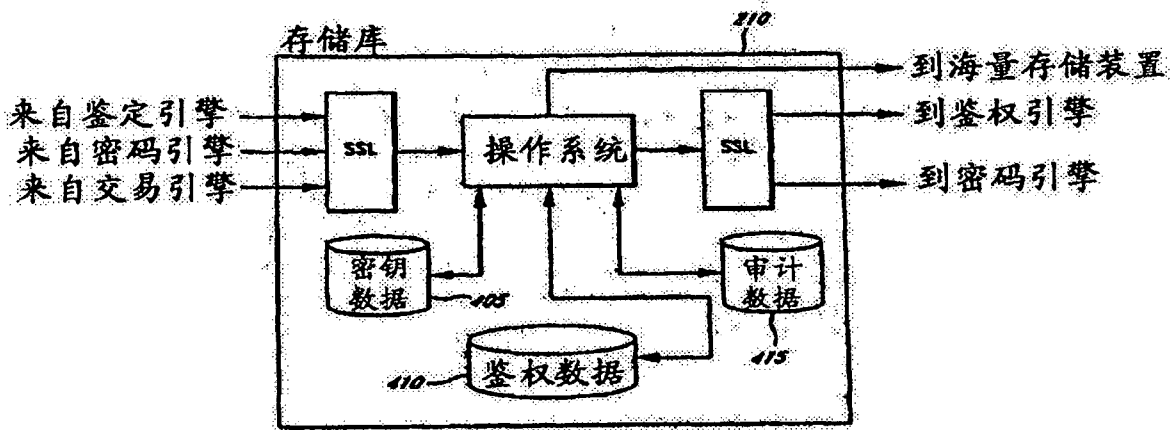 存储库
210
到海量存储装置
来自鉴定引擎
到鉴权引擎
来自密码引擎
SSL
操作系统
SSL
来自交易引擎
到密码引擎
密钥
数据
405
审计
数据
415
鉴权数据
410